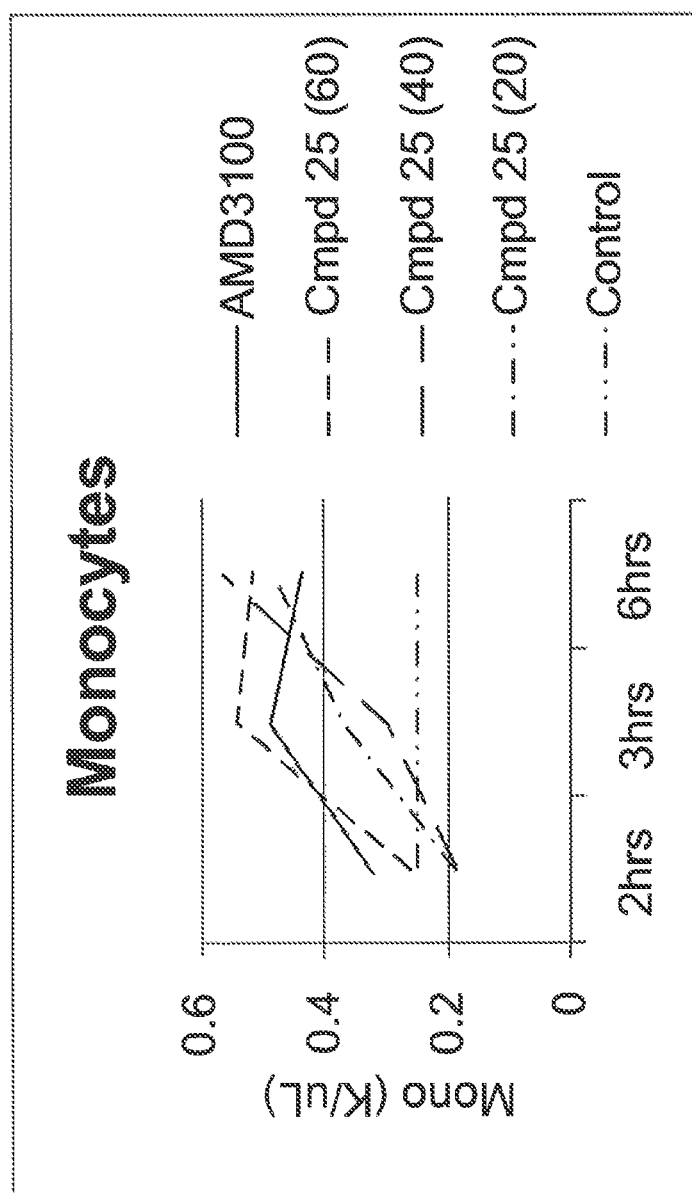 Monocytes
Mono (K/uL)
0.6
0.4
0.2
0
2hrs 3hrs 6hrs
AMD3100
Cmpd 25 (60)
Cmpd 25 (40)
Cmpd 25 (20)
Control